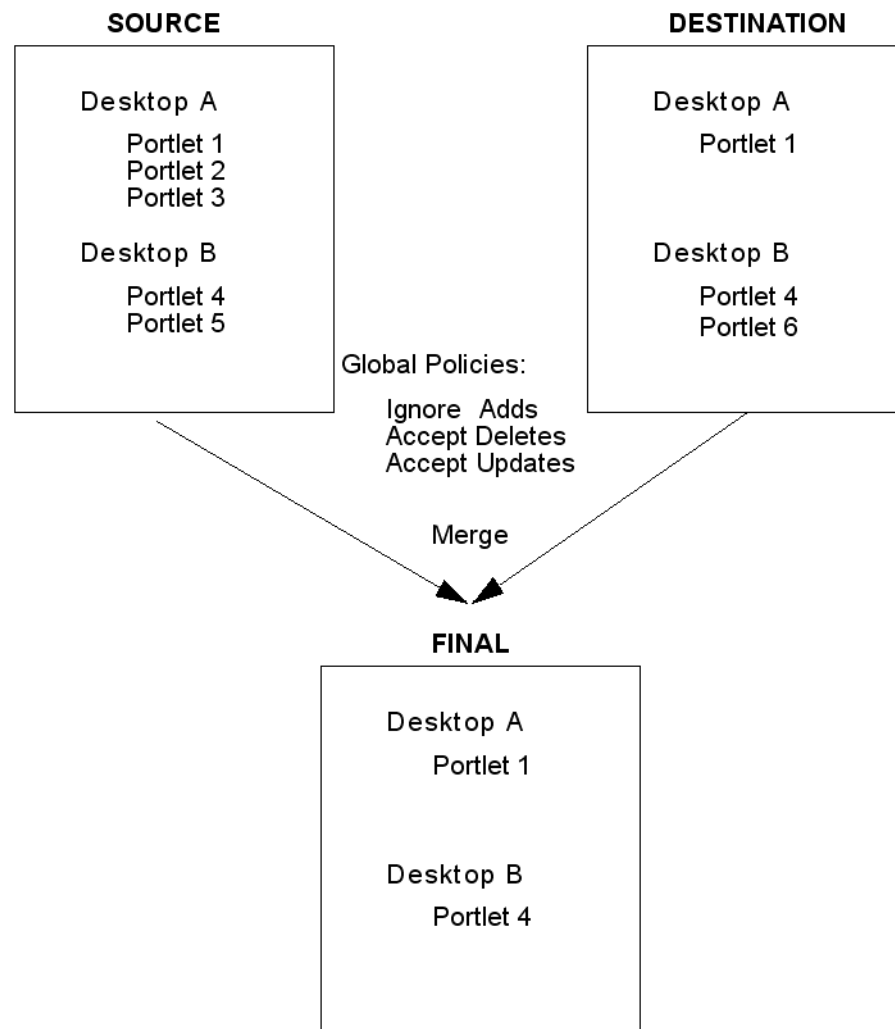 SOURCE
Desktop A
Portlet 1
Portlet 2
Portlet 3
Desktop B
Portlet 4
Portlet 5
DESTINATION
Desktop A
Portlet 1
Desktop B
Portlet 4
Portlet 6
Global Policies:
Ignore Adds
Accept Deletes
Accept Updates
Merge
FINAL
Desktop A
Portlet 1
Desktop B
Portlet 4